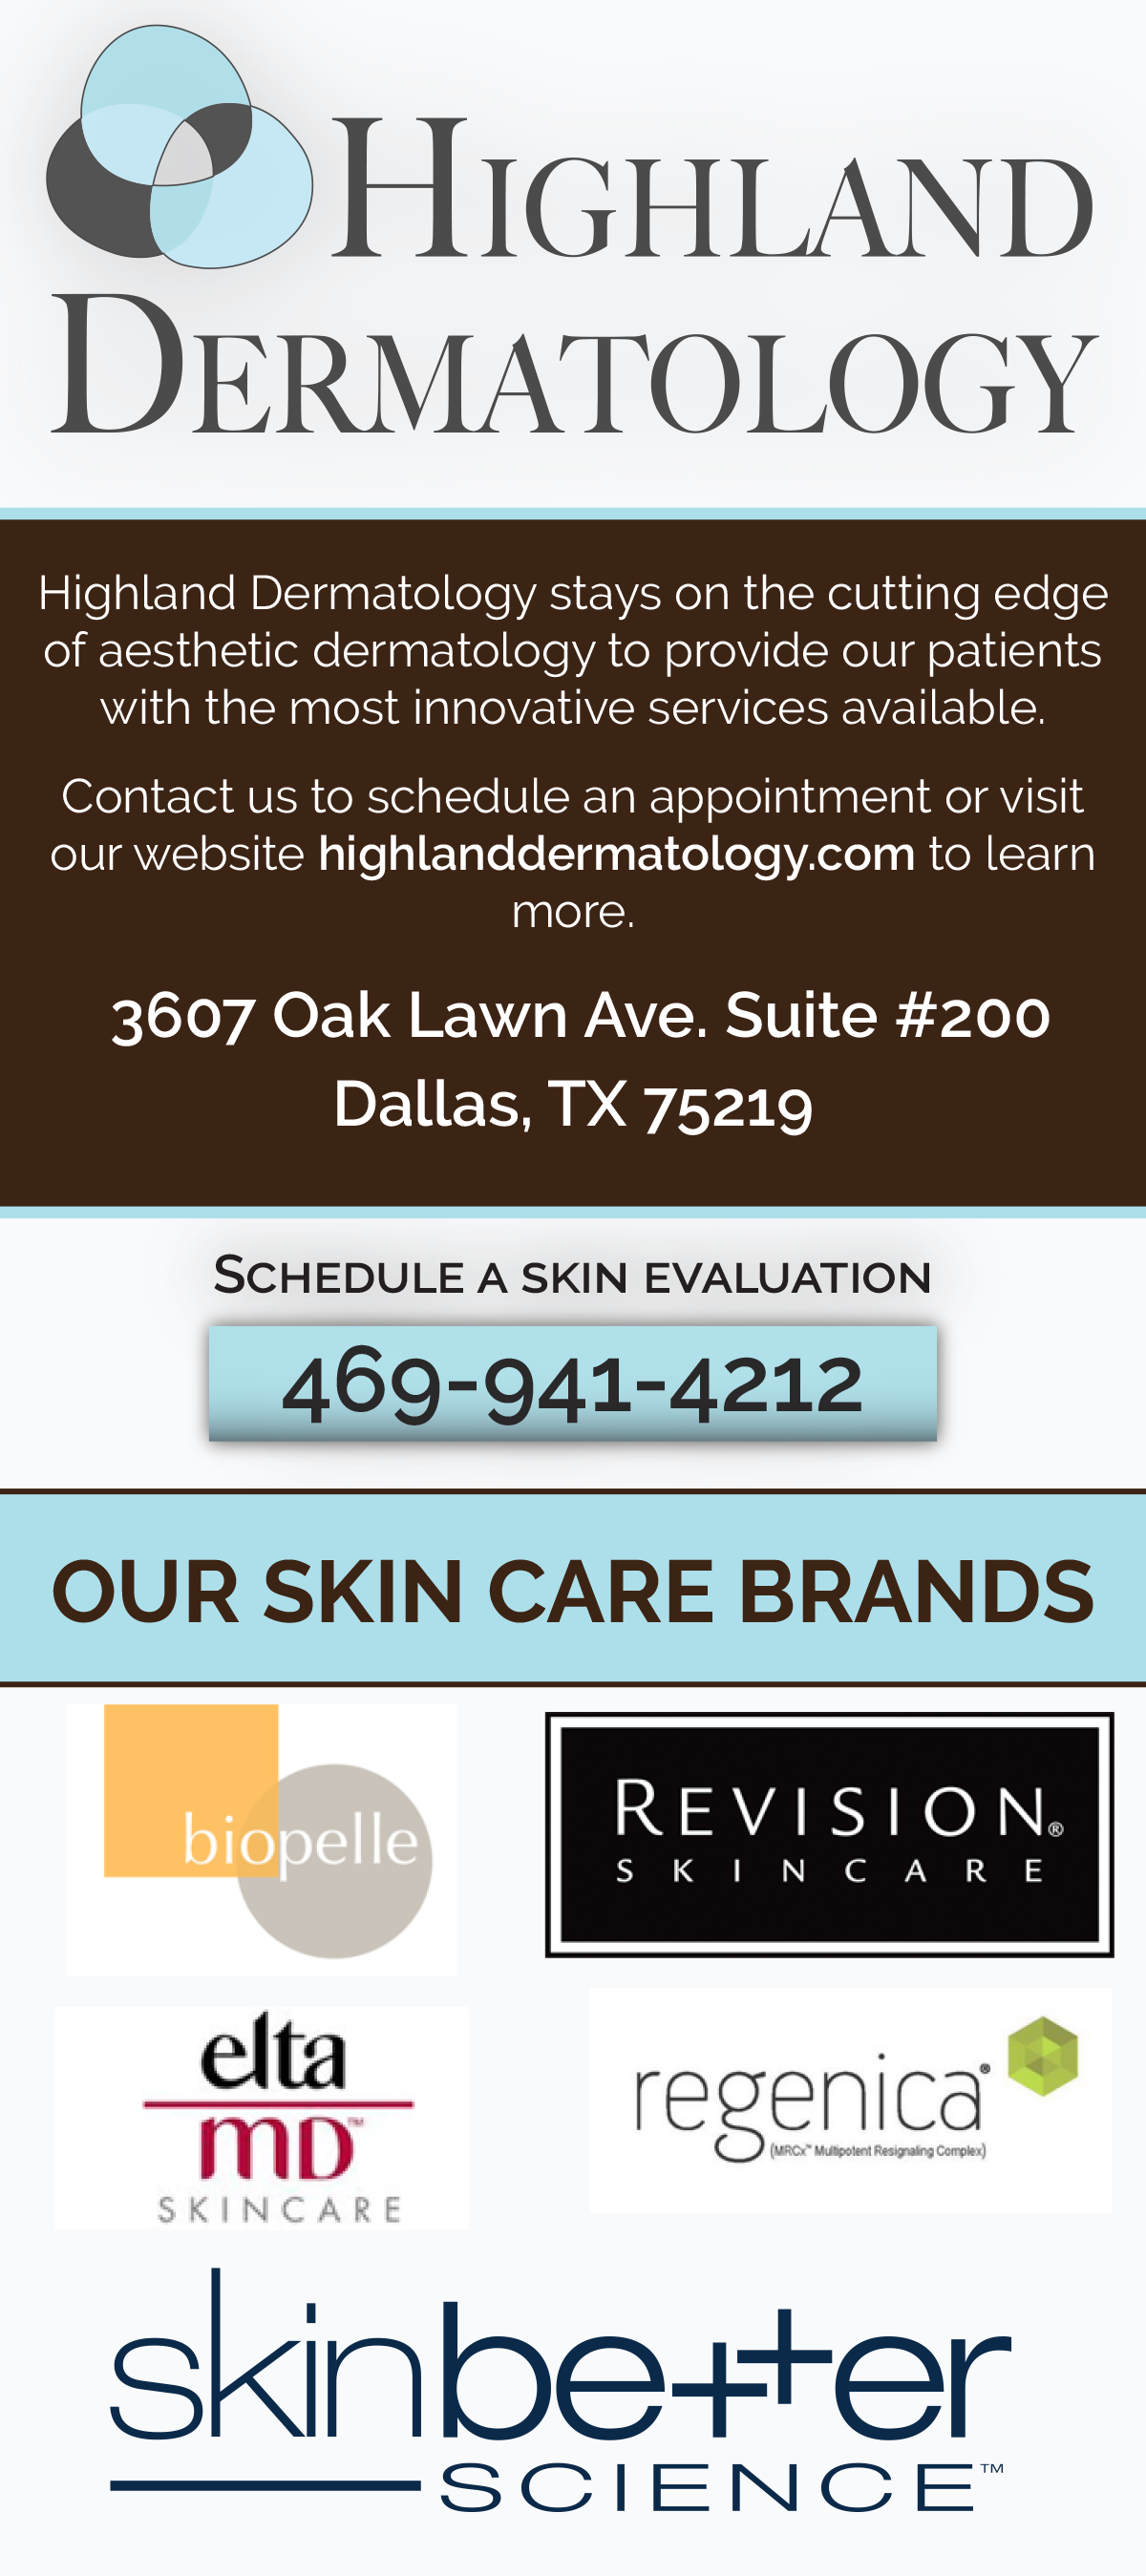 HIGHLAND
DERMATOLOGY
Highland Dermatology stays on the cutting edge
of aesthetic dermatology to provide our patients
with the most innovative services available.
Contact us to schedule an appointment or visit
our website highlanddermatology.com to learn
more.
3607 Oak Lawn Ave. Suite #200
Dallas, TX 75219
SCHEDULE A SKIN EVALUATION
469-941-4212
OUR SKIN CARE BRANDS
biopelle
REVISION®
SKINCARE
elta
MD™
SKINCARE
regenica®
(MRCx™ Multipotent Resignaling Complex)
skinbetter
SCIENCE™